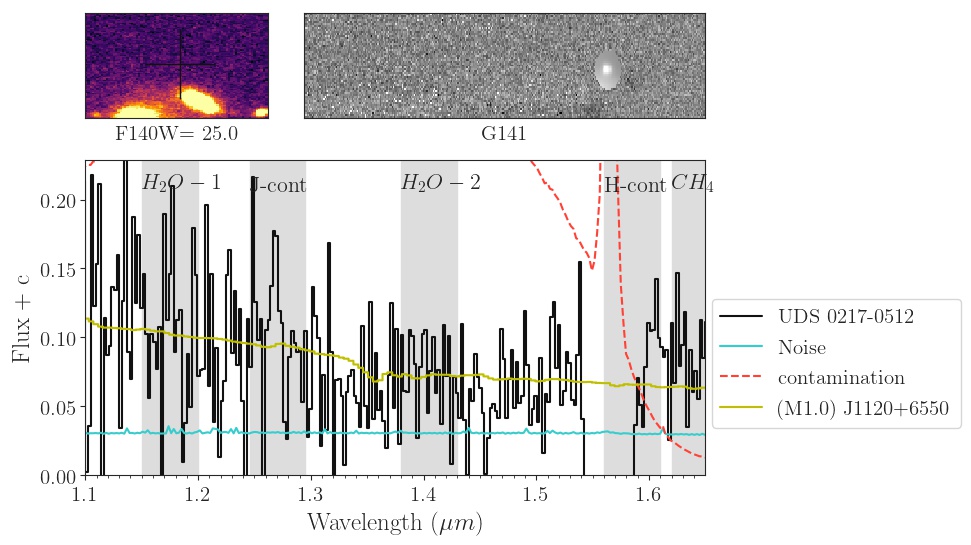 F140W= 25.0
G141
H₂O − 1
J-cont
H₂O − 2
H-cont
CH₄
Flux + c
0.20
0.15
0.10
0.05
0.00
1.1
1.2
1.3
1.4
1.5
1.6
Wavelength (μm)
UDS 0217-0512
Noise
contamination
(M1.0) J1120+6550